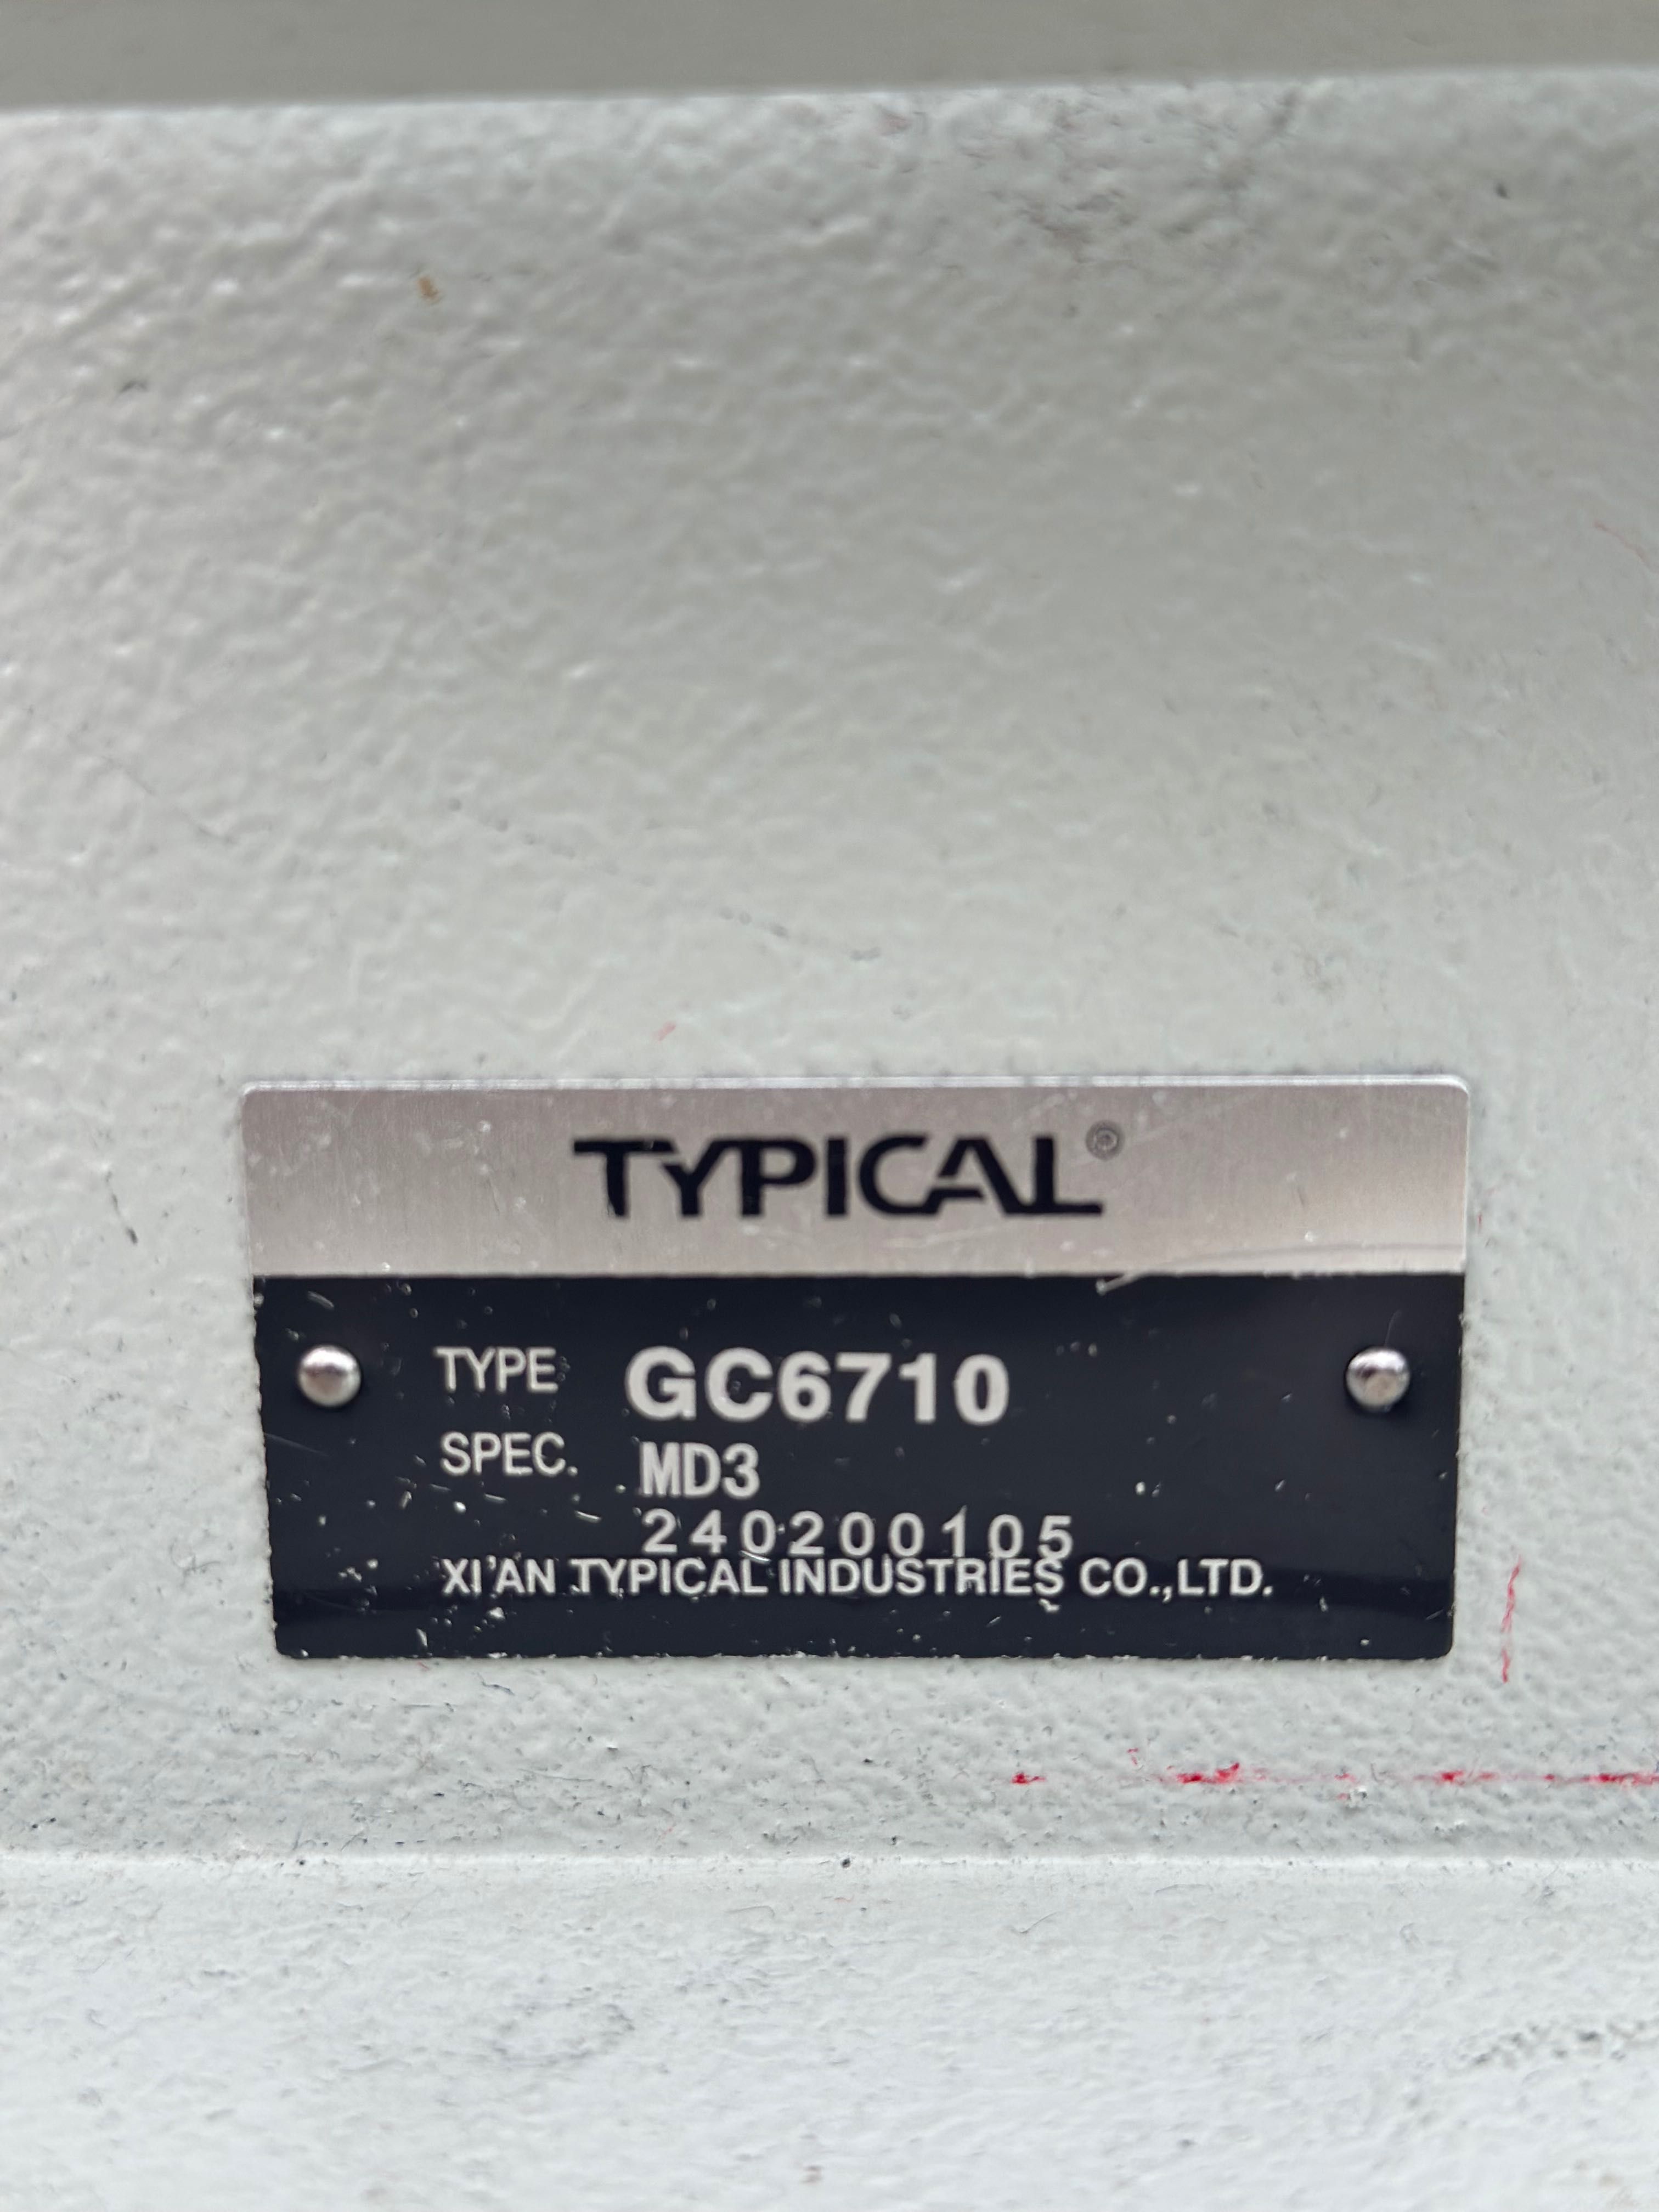 TYPICAL®
TYPE GC6710
SPEC. MD3
240200105
XI'AN TYPICAL INDUSTRIES CO.,LTD.